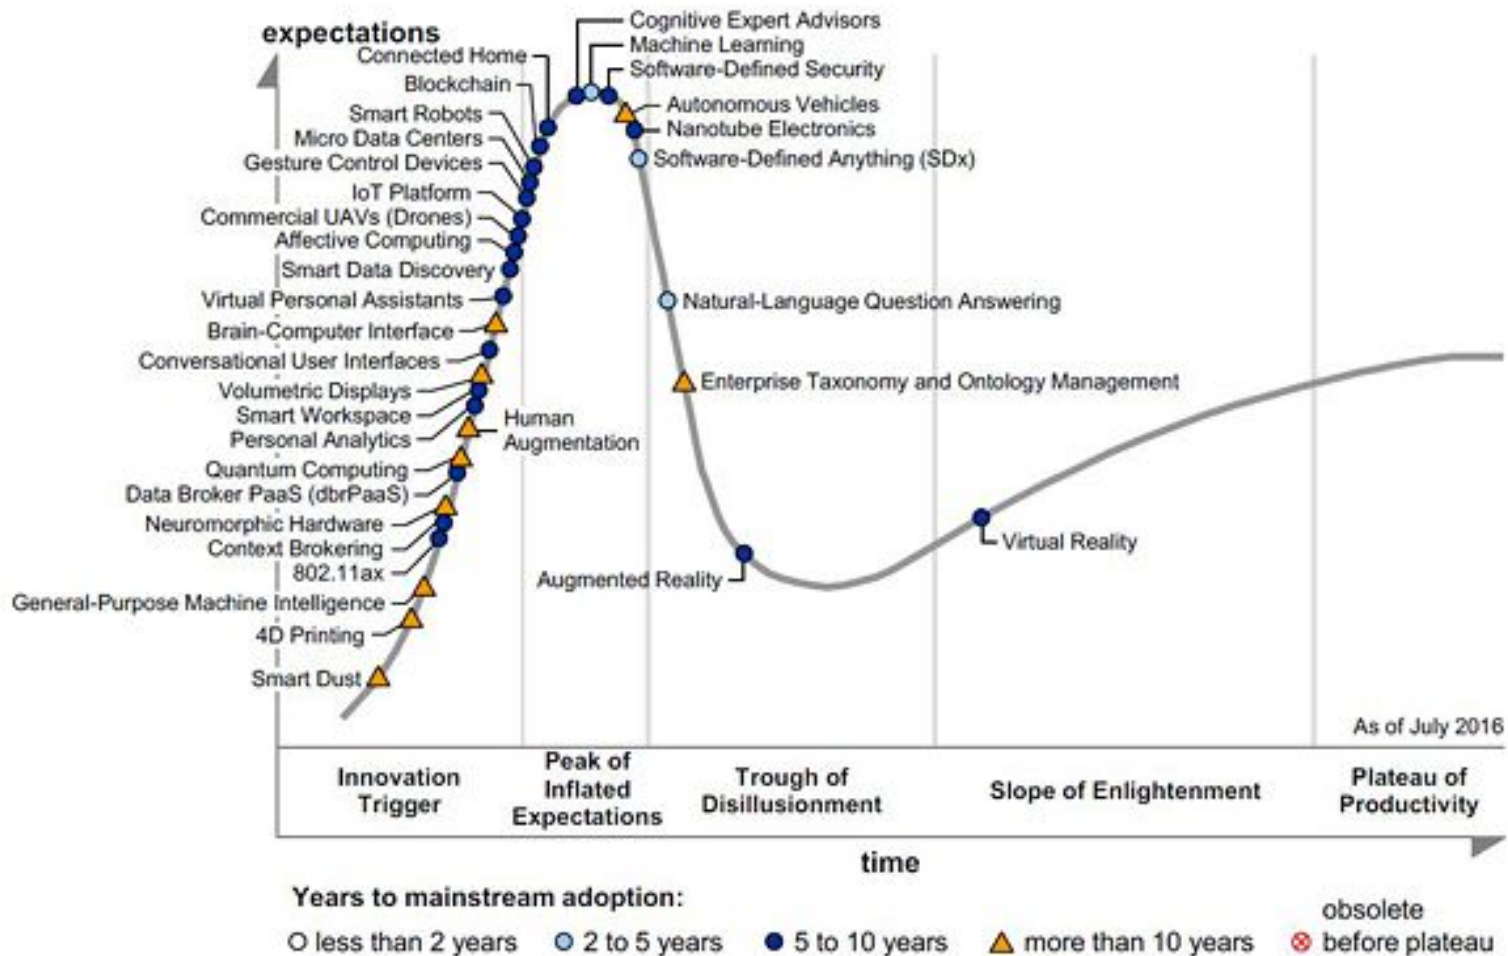 expectations
Connected Home
Blockchain
Smart Robots
Micro Data Centers
Gesture Control Devices
IoT Platform
Commercial UAVs (Drones)
Affective Computing
Smart Data Discovery
Virtual Personal Assistants
Brain-Computer Interface
Conversational User Interfaces
Volumetric Displays
Smart Workspace
Personal Analytics
Quantum Computing
Data Broker PaaS (dbrPaaS)
Neuromorphic Hardware
Context Brokering
802.11ax
General-Purpose Machine Intelligence
4D Printing
Smart Dust
Human
Augmentation
Cognitive Expert Advisors
Machine Learning
Software-Defined Security
Autonomous Vehicles
Nanotube Electronics
Software-Defined Anything (SDx)
Natural-Language Question Answering
Enterprise Taxonomy and Ontology Management
Augmented Reality
Virtual Reality
As of July 2016
Innovation
Trigger
Peak of
Inflated
Expectations
Trough of
Disillusionment
Slope of Enlightenment
Plateau of
Productivity
time
Years to mainstream adoption:
less than 2 years
2 to 5 years
5 to 10 years
more than 10 years
obsolete
before plateau